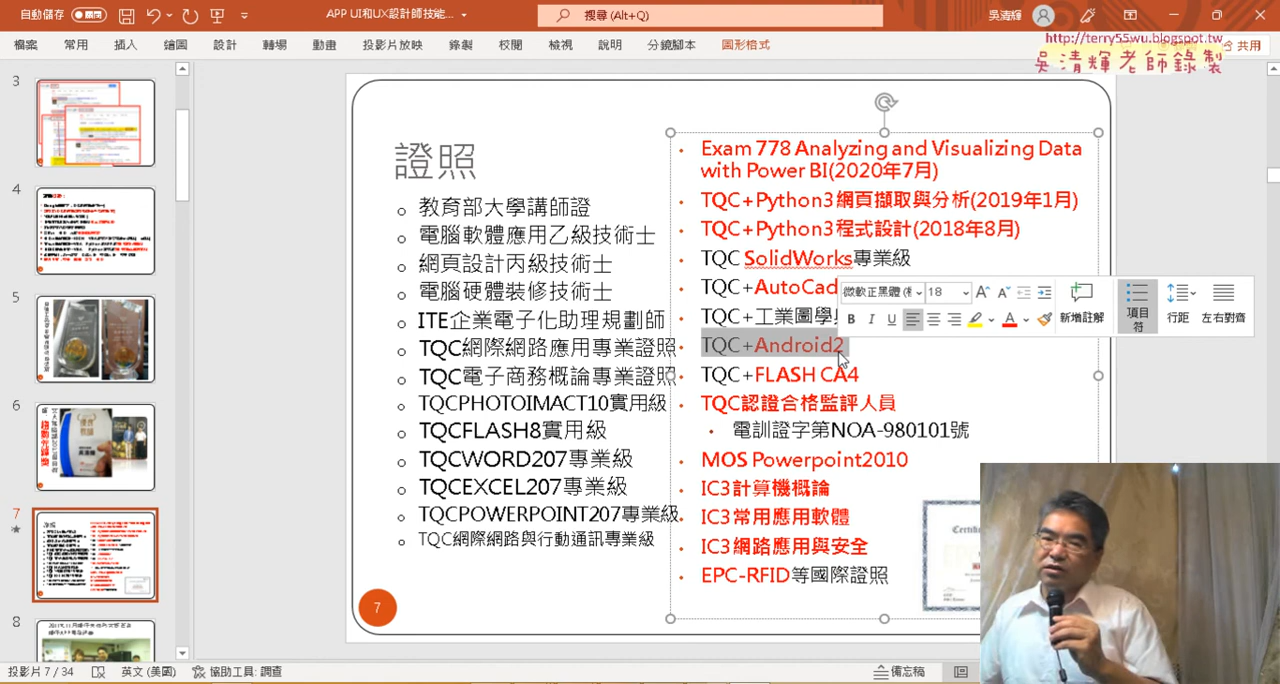 自動儲存
APP UI和UX設計師技能...
搜尋 (Alt+Q)
吳清輝
檔案 常用 插入 繪圖 設計 轉場 動畫 投影片放映 錄製 校閱 檢視 說明 分鏡腳本 圖形格式
共用
http://terry55wu.blogspot.tw
吳清輝老師錄製
3
4
5
6
7
8
證照
教育部大學講師證
電腦軟體應用乙級技術士
網頁設計丙級技術士
電腦硬體裝修技術士
ITE企業電子化助理規劃師
TQC網際網路應用專業證照
TQC電子商務概論專業證照
TQCPHOTOIMACT10實用級
TQCFLASH8實用級
TQCWORD207專業級
TQCEXCEL207專業級
TQCPOWERPOINT207專業級
TQC網際網路與行動通訊專業級
Exam 778 Analyzing and Visualizing Data
with Power BI(2020年7月)
TQC+Python3網頁擷取與分析(2019年1月)
TQC+Python3程式設計(2018年8月)
TQC SolidWorks專業級
TQC+AutoCad
TQC+工業圖學
TQC+Android2
TQC+FLASH CA4
TQC認證合格監評人員
電訓證字第NOA-980101號
MOS Powerpoint2010
IC3計算機概論
IC3常用應用軟體
IC3網路應用與安全
EPC-RFID等國際證照
微軟正黑體 18
B I U A
新增註解
項目符
行距
左右對齊
7
投影片 7 / 34
英文 (美國)
協助工具: 調查
備忘稿